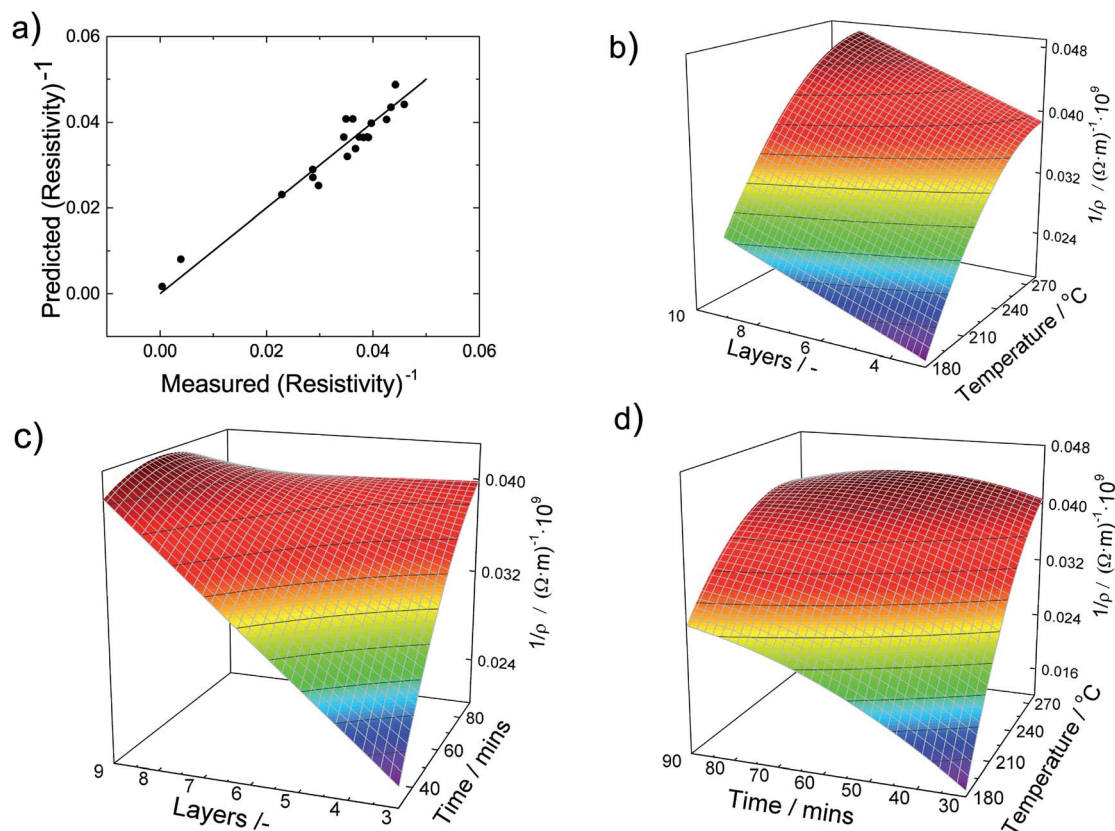 a)
0.06
0.04
0.02
0.00
Predicted (Resistivity)-1
0.00 0.02 0.04 0.06
Measured (Resistivity)-1
b)
0.048
0.040
0.032
0.024
1/ρ / (Ω·m)-1·109
10 8 6 4
Layers / -
180 210 240 270
Temperature / °C
c)
0.040
0.032
0.024
1/ρ / (Ω·m)-1·109
9 8 7 6 5 4 3
Layers /-
40 60 80
Time / mins
d)
0.048
0.040
0.032
0.024
0.016
1/ρ / (Ω·m)-1·109
90 80 70 60 50 40 30
Time / mins
180 210 240 270
Temperature / °C